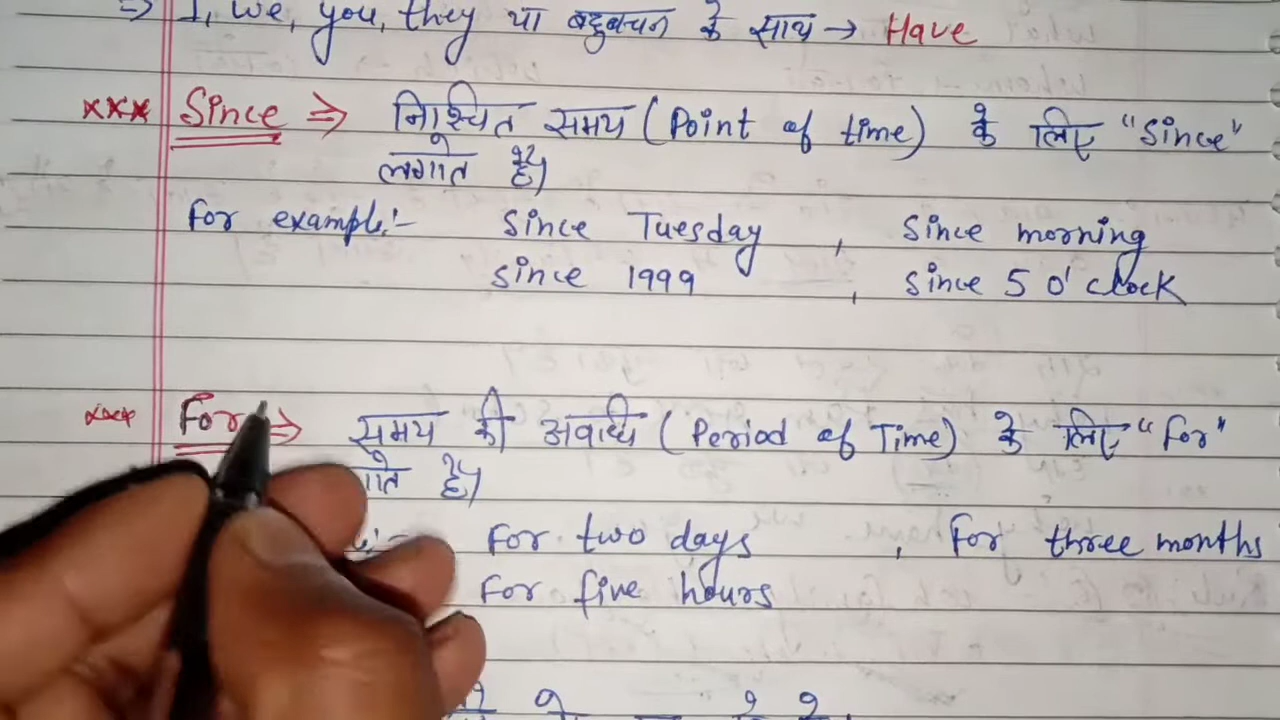 ⇒ I, we, you, they या बहुबचन के साथ → Have
*** Since ⇒ निश्चित समय (Point of time) के लिए "Since"
लगाते है।
For example:- Since Tuesday , Since morning
Since 1999 , Since 5 o'clock
*** For ⇒ समय की अवधि (Period of Time) के लिए "for"
गाते है।
For two days , For three months
For five hours